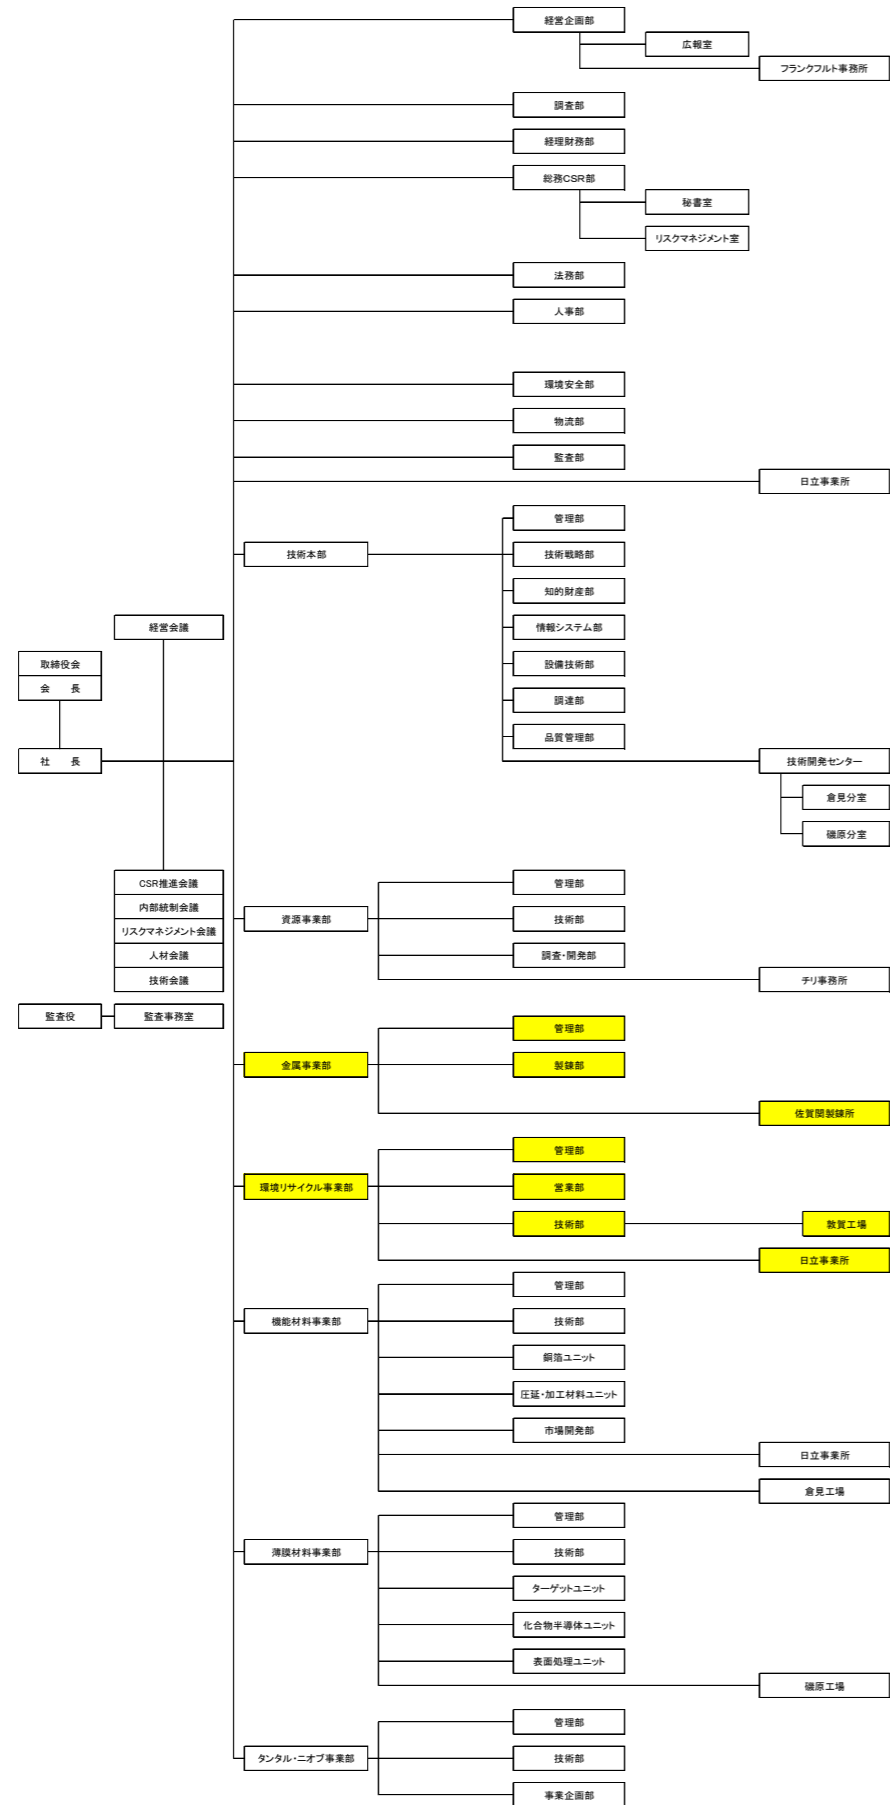 経営企画部
広報室
フランクフルト事務所
調査部
経理財務部
総務CSR部
秘書室
リスクマネジメント室
法務部
人事部
環境安全部
物流部
監査部
日立事業所
管理部
技術本部
技術戦略部
知的財産部
経営会議
情報システム部
取締役会
設備技術部
会　長
調達部
品質管理部
社　長
技術開発センター
倉見分室
磯原分室
CSR推進会議
管理部
内部統制会議
資源事業部
技術部
リスクマネジメント会議
人材会議
調査・開発部
技術会議
チリ事務所
監査役
監査事務室
管理部
金属事業部
製錬部
佐賀関製錬所
管理部
環境リサイクル事業部
営業部
技術部
敦賀工場
日立事業所
管理部
機能材料事業部
技術部
銅箔ユニット
圧延・加工材料ユニット
市場開発部
日立事業所
倉見工場
管理部
薄膜材料事業部
技術部
ターゲットユニット
化合物半導体ユニット
表面処理ユニット
磯原工場
管理部
タンタル・ニオブ事業部
技術部
事業企画部